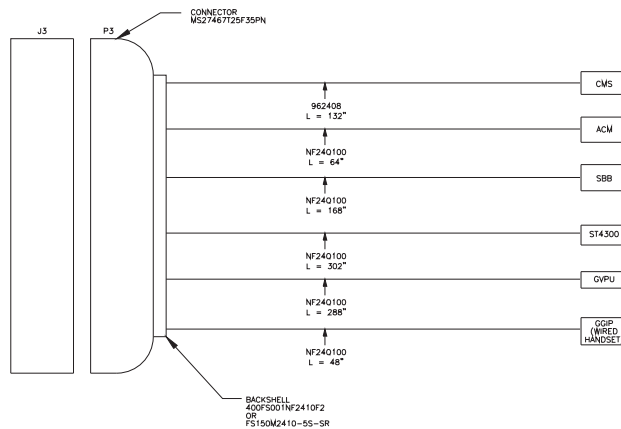 CONNECTOR
MS27467T25F35PN
J3
P3
CMS
962408
L = 132"
ACM
NF24Q100
L = 64"
SBB
NF24Q100
L = 168"
ST4300
NF24Q100
L = 302"
GVPU
NF24Q100
L = 288"
GGIP
(WIRED
HANDSET
NF24Q100
L = 48"
BACKSHELL
400FS001NF2410F2
OR
FS150M2410-5S-SR